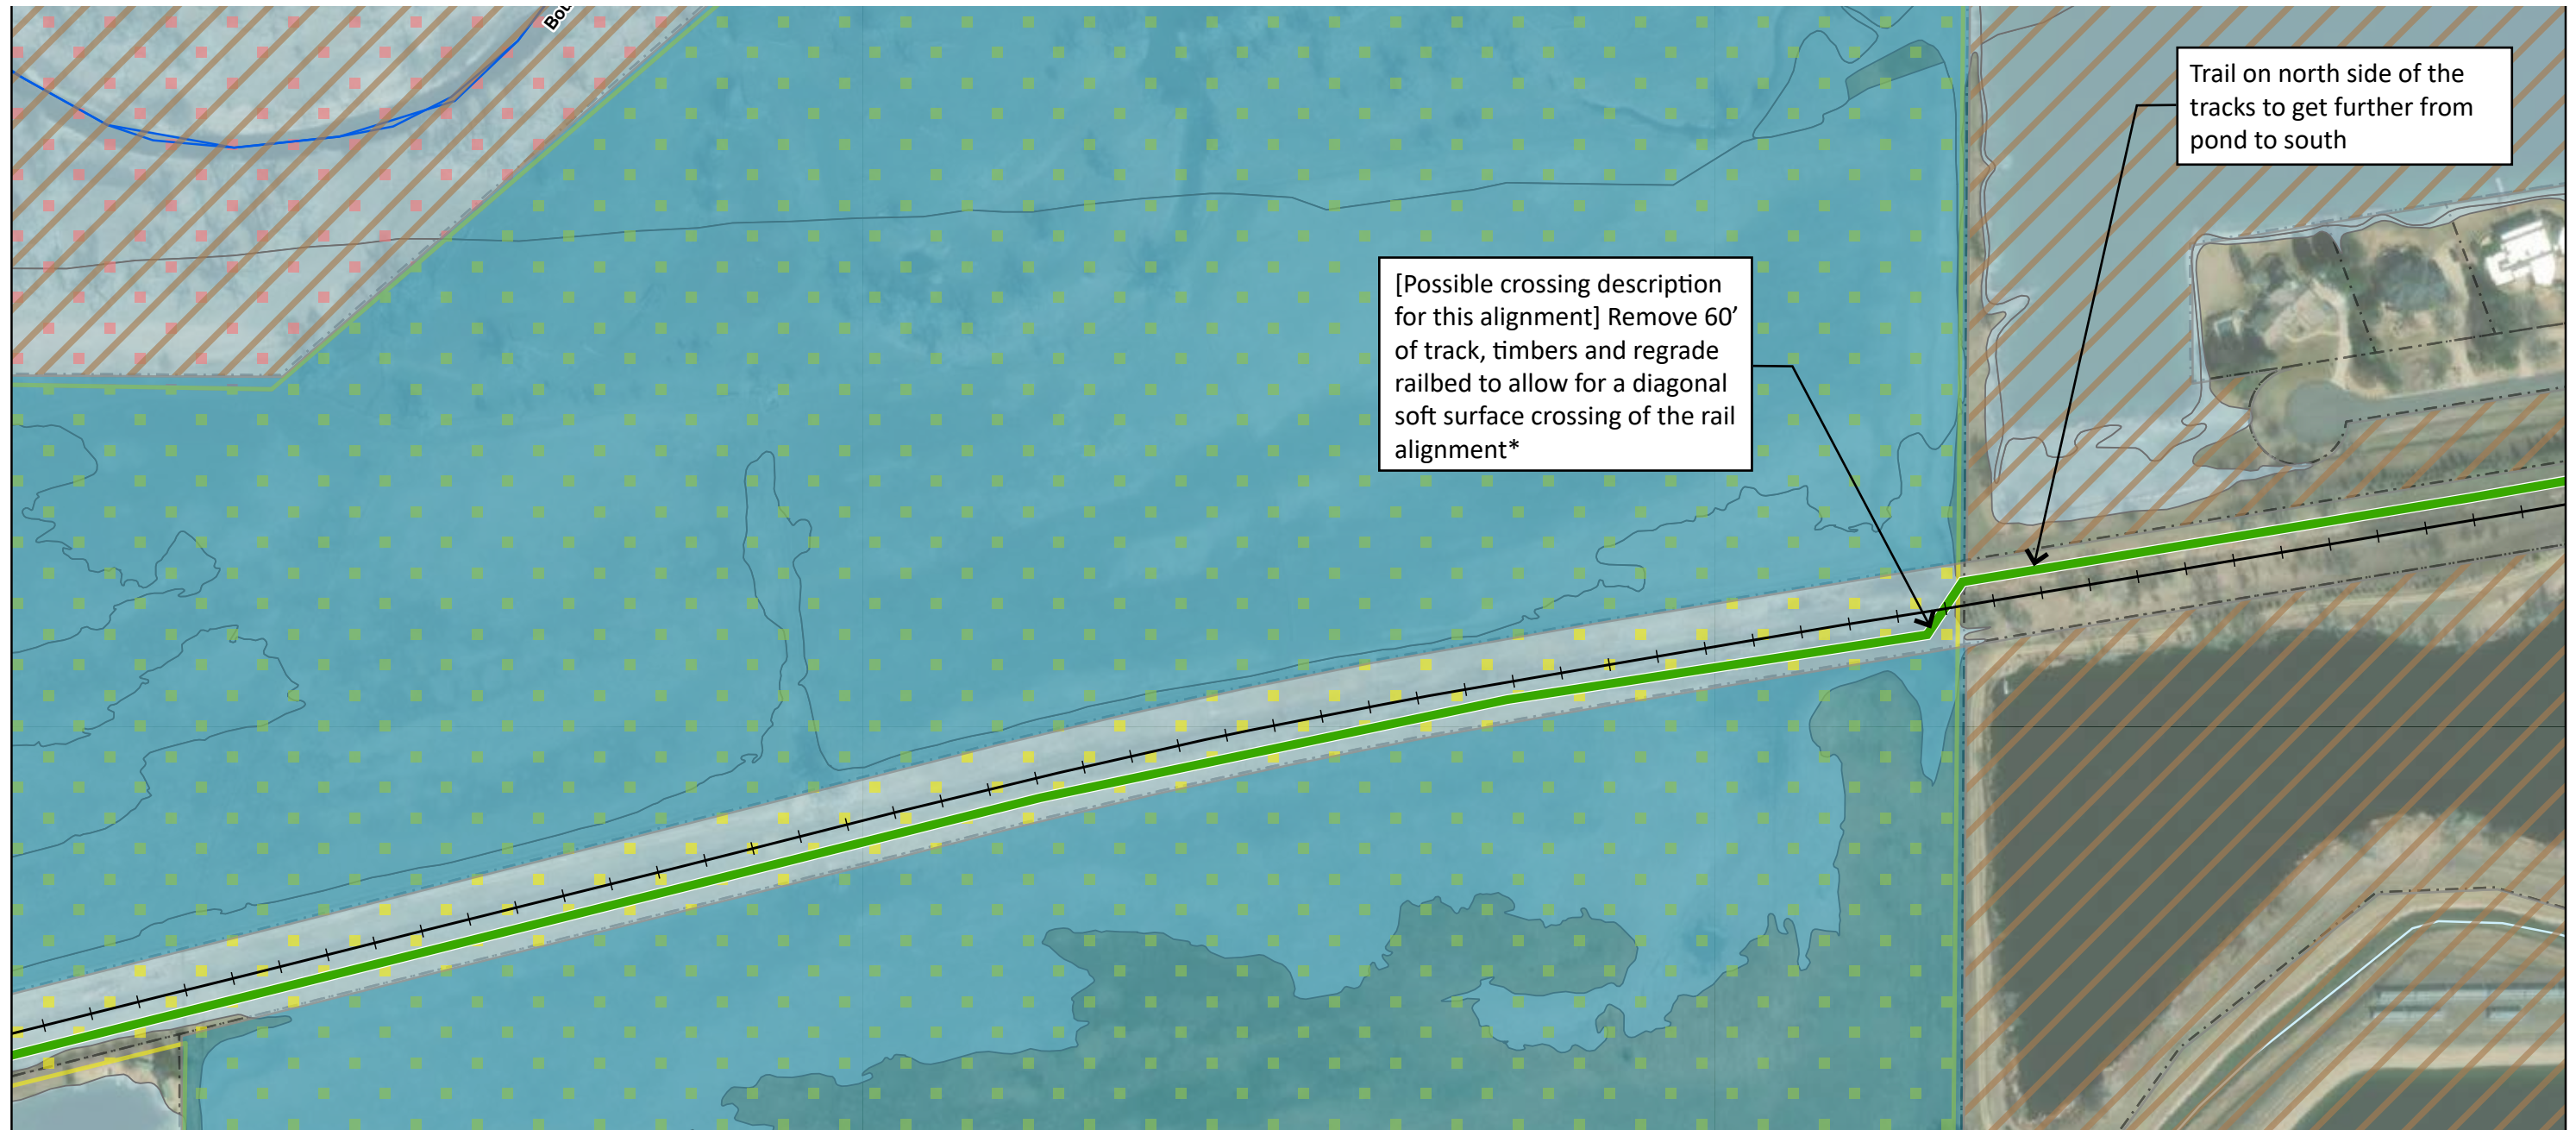 Trail on north side of the
tracks to get further from
pond to south
[Possible crossing description
for this alignment] Remove 60’
of track, timbers and regrade
railbed to allow for a diagonal
soft surface crossing of the rail
alignment*